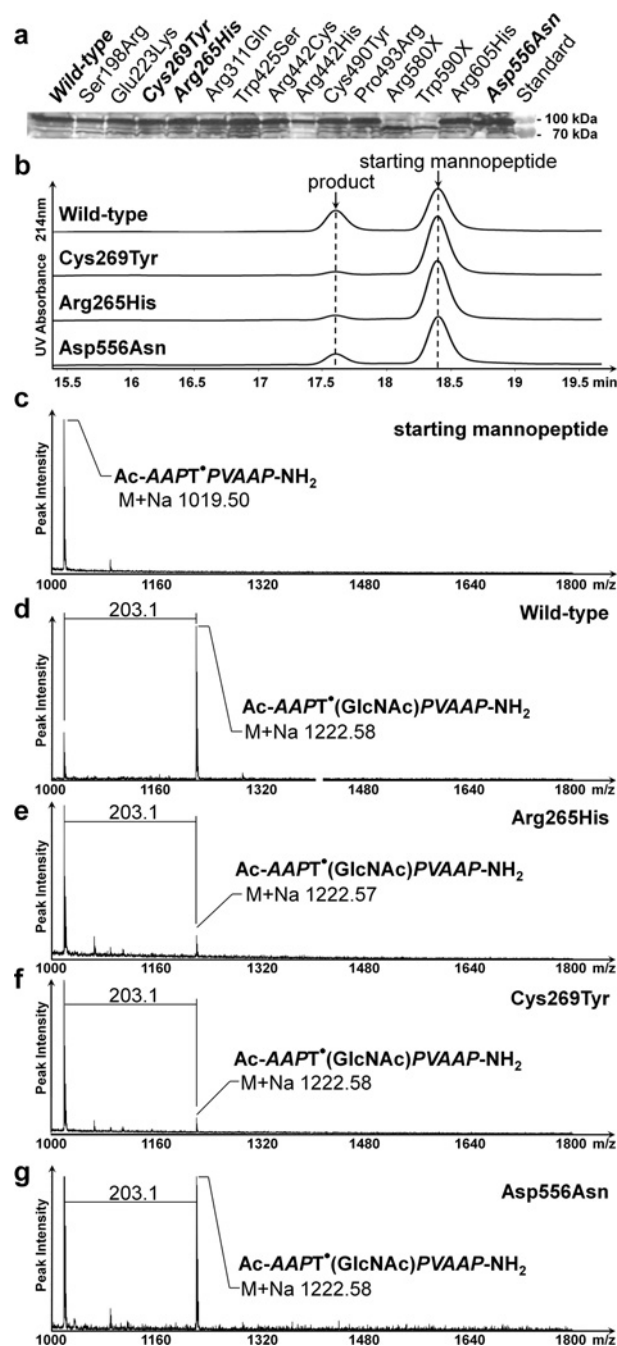 a
Wild-type
Ser198Arg
Glu223Lys
Cys269Tyr
Arg265His
Arg311Gln
Trp425Ser
Arg442Cys
Arg442His
Cys490Tyr
Pro493Arg
Arg580X
Trp590X
Arg605His
Asp556Asn
Standard
- 100 kDa
- 70 kDa
b
starting mannopeptide
product
UV Absorbance 214nm
Wild-type
Cys269Tyr
Arg265His
Asp556Asn
15.5 16 16.5 17 17.5 18 18.5 19 19.5 min
c
starting mannopeptide
Peak Intensity
Ac-AAPT•PVAAP-NH2
M+Na 1019.50
1000 1160 1320 1480 1640 1800 m/z
d
Wild-type
203.1
Peak Intensity
Ac-AAPT•(GlcNAc)PVAAP-NH2
M+Na 1222.58
1000 1160 1320 1480 1640 1800 m/z
e
Arg265His
203.1
Peak Intensity
Ac-AAPT•(GlcNAc)PVAAP-NH2
M+Na 1222.57
1000 1160 1320 1480 1640 1800 m/z
f
Cys269Tyr
203.1
Peak Intensity
Ac-AAPT•(GlcNAc)PVAAP-NH2
M+Na 1222.58
1000 1160 1320 1480 1640 1800 m/z
g
Asp556Asn
203.1
Peak Intensity
Ac-AAPT•(GlcNAc)PVAAP-NH2
M+Na 1222.58
1000 1160 1320 1480 1640 1800 m/z